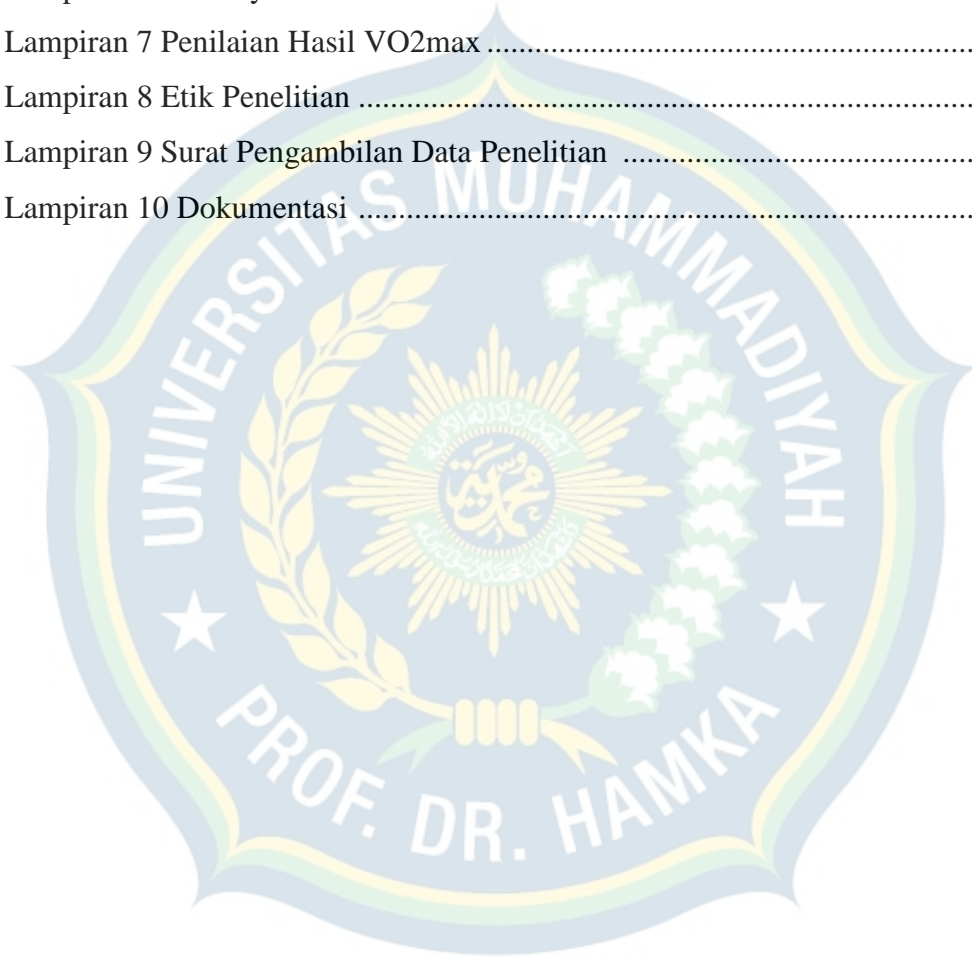 Lampiran 7 Penilaian Hasil VO2max ............................................................
Lampiran 8 Etik Penelitian ............................................................................
Lampiran 9 Surat Pengambilan Data Penelitian ............................................
Lampiran 10 Dokumentasi ............................................................................
UNIVERSITAS MUHAMMADIYAH
محمدية
PROF. DR. HAMKA